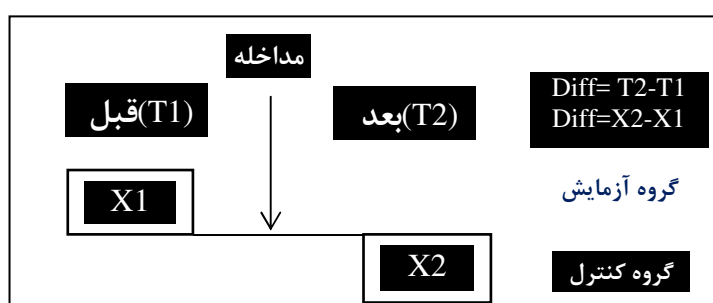 مداخله
قبل(T1)
بعد(T2)
Diff= T2-T1
Diff=X2-X1
X1
گروه آزمایش
X2
گروه کنترل